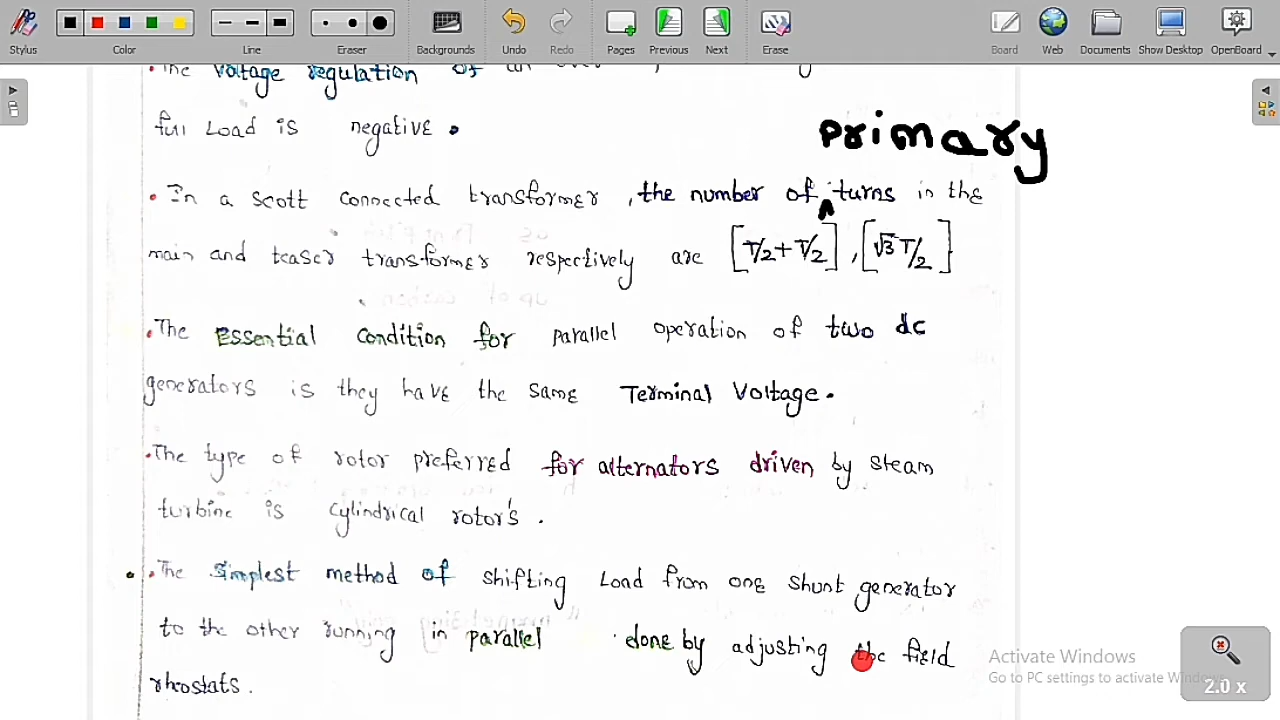 Stylus Color Line Eraser Backgrounds Undo Redo Pages Previous Next Erase Board Web Documents Show Desktop OpenBoard
• The voltage regulation of an
full Load is negative.
primary
• In a scott connected transformer, the number of ^ turns in the
main and teaser transformer respectively are [T/2 + T/2], [√3 T/2]
• The essential condition for parallel operation of two dc
generators is they have the same Terminal Voltage.
• The type of rotor preferred for alternators driven by steam
turbine is cylindrical rotor's.
• The simplest method of shifting Load from one shunt generator
to the other running in parallel done by adjusting the field
rheostats.
Activate Windows
Go to PC settings to activate Windows
2.0 x